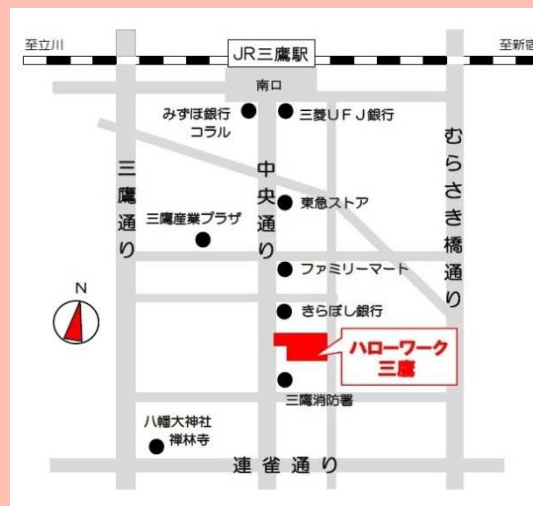 至立川
JR三鷹駅
至新宿
南口
みずほ銀行
コラル
三菱UFJ銀行
三鷹通り
中央通り
むらさき橋通り
東急ストア
三鷹産業プラザ
ファミリーマート
N
きらぼし銀行
ハローワーク
三鷹
三鷹消防署
八幡大神社
禅林寺
連雀通り